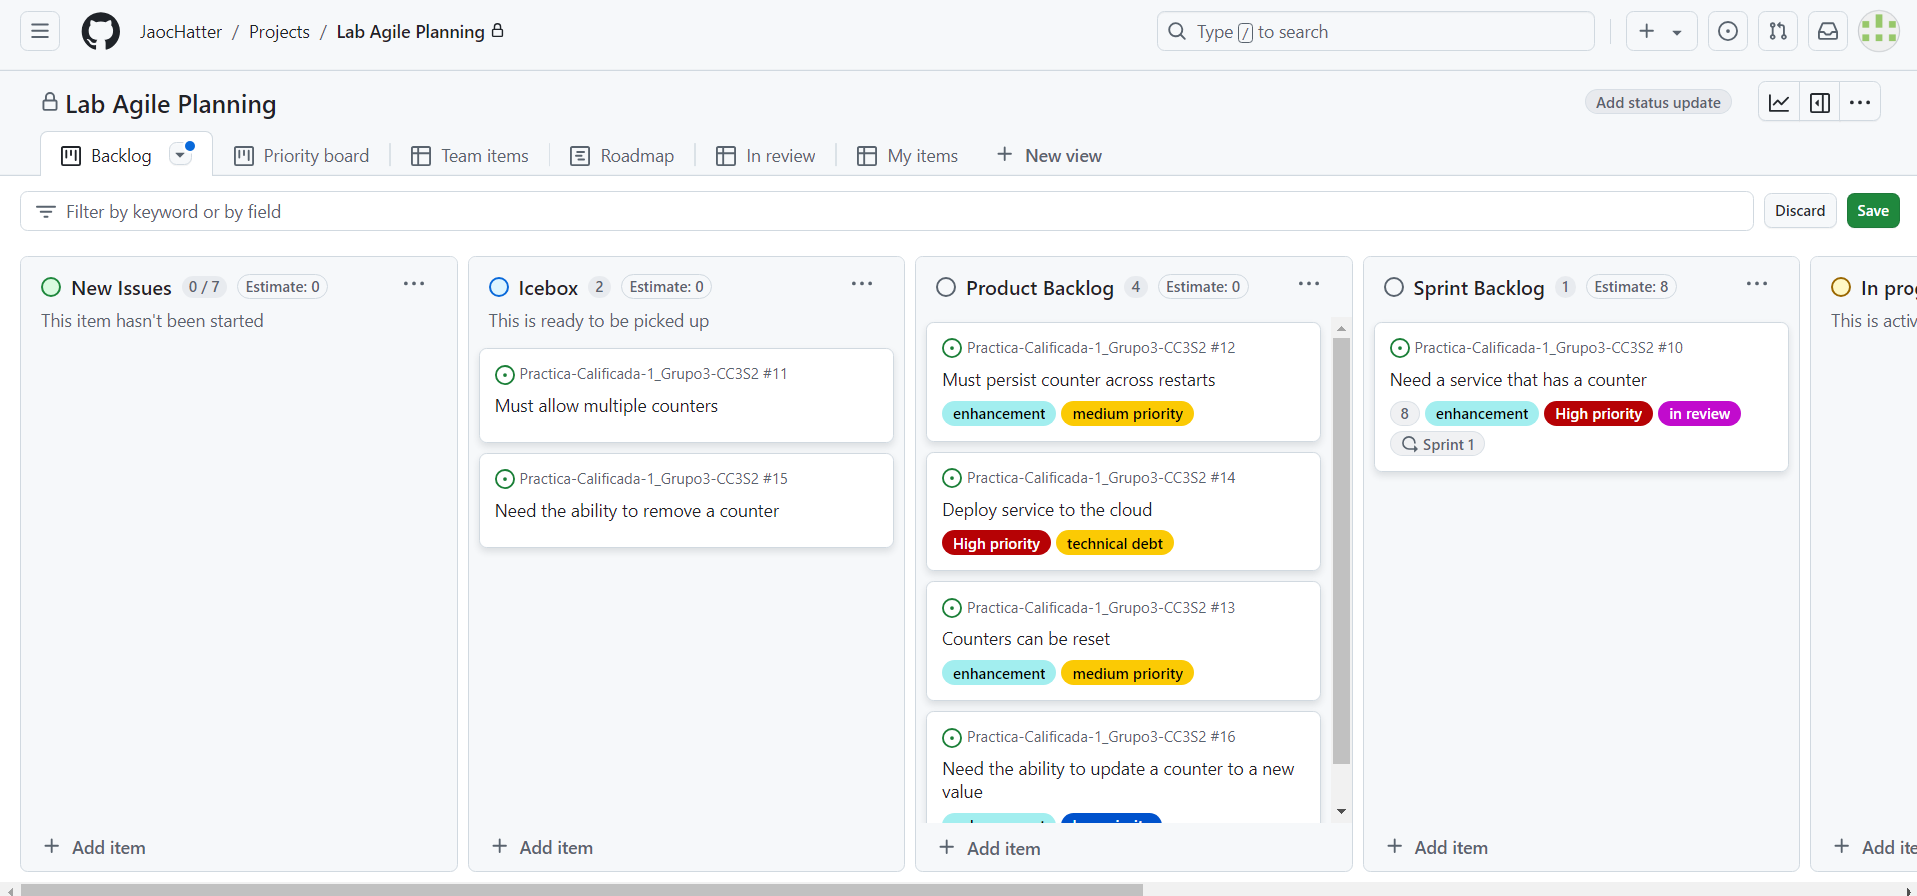 JaocHatter / Projects / Lab Agile Planning
Type / to search
Lab Agile Planning
Add status update
Backlog
Priority board
Team items
Roadmap
In review
My items
New view
Filter by keyword or by field
Discard
Save
New Issues 0 / 7 Estimate: 0
This item hasn't been started
Add item
Icebox 2 Estimate: 0
This is ready to be picked up
Practica-Calificada-1_Grupo3-CC3S2 #11
Must allow multiple counters
Practica-Calificada-1_Grupo3-CC3S2 #15
Need the ability to remove a counter
Add item
Product Backlog 4 Estimate: 0
Practica-Calificada-1_Grupo3-CC3S2 #12
Must persist counter across restarts
enhancement medium priority
Practica-Calificada-1_Grupo3-CC3S2 #14
Deploy service to the cloud
High priority technical debt
Practica-Calificada-1_Grupo3-CC3S2 #13
Counters can be reset
enhancement medium priority
Practica-Calificada-1_Grupo3-CC3S2 #16
Need the ability to update a counter to a new
value
Add item
Sprint Backlog 1 Estimate: 8
Practica-Calificada-1_Grupo3-CC3S2 #10
Need a service that has a counter
8 enhancement High priority in review
Sprint 1
Add item
In prog
This is activ
Add ite